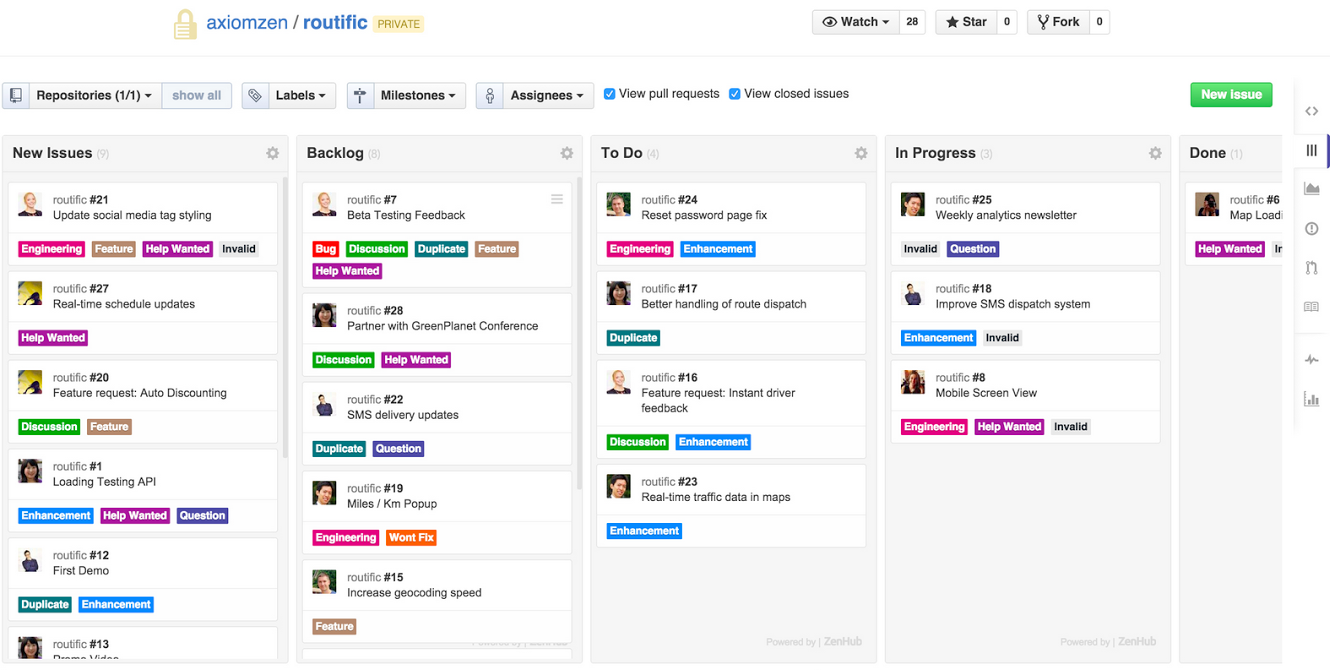 axiomzen / routific PRIVATE
Watch 28
Star 0
Fork 0
Repositories (1/1) show all
Labels
Milestones
Assignees
View pull requests
View closed issues
New issue
New Issues (9)
routific #21
Update social media tag styling
Engineering Feature Help Wanted Invalid
routific #27
Real-time schedule updates
Help Wanted
routific #20
Feature request: Auto Discounting
Discussion Feature
routific #1
Loading Testing API
Enhancement Help Wanted Question
routific #12
First Demo
Duplicate Enhancement
routific #13
Promo Video
Backlog (8)
routific #7
Beta Testing Feedback
Bug Discussion Duplicate Feature
Help Wanted
routific #28
Partner with GreenPlanet Conference
Discussion Help Wanted
routific #22
SMS delivery updates
Duplicate Question
routific #19
Miles / Km Popup
Engineering Wont Fix
routific #15
Increase geocoding speed
Feature
Powered by | ZenHub
To Do (4)
routific #24
Reset password page fix
Engineering Enhancement
routific #17
Better handling of route dispatch
Duplicate
routific #16
Feature request: Instant driver
feedback
Discussion Enhancement
routific #23
Real-time traffic data in maps
Enhancement
Powered by | ZenHub
In Progress (3)
routific #25
Weekly analytics newsletter
Invalid Question
routific #18
Improve SMS dispatch system
Enhancement Invalid
routific #8
Mobile Screen View
Engineering Help Wanted Invalid
Powered by | ZenHub
Done (1)
routific #6
Map Loadi
Help Wanted In